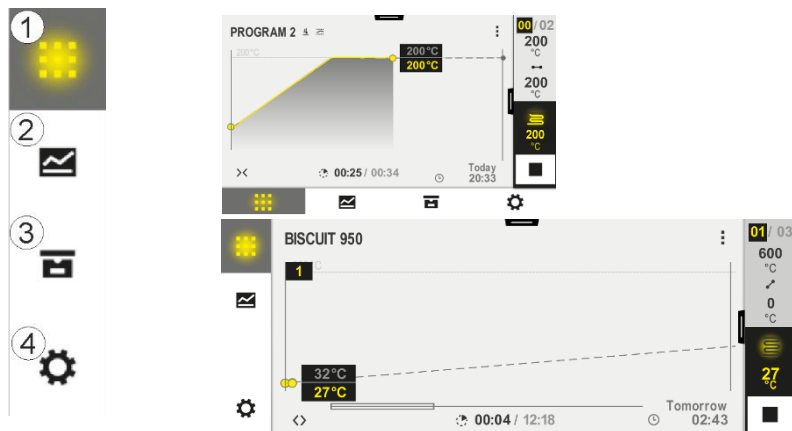 1
2
3
4
PROGRAM 2
200°C
200°C
200°C
00:25 / 00:34
Today
20:33
00 / 02
200
°C
200
°C
200
°C
BISCUIT 950
1
°C
32°C
27°C
00:04 / 12:18
Tomorrow
02:43
01 / 03
600
°C
0
°C
27
°C